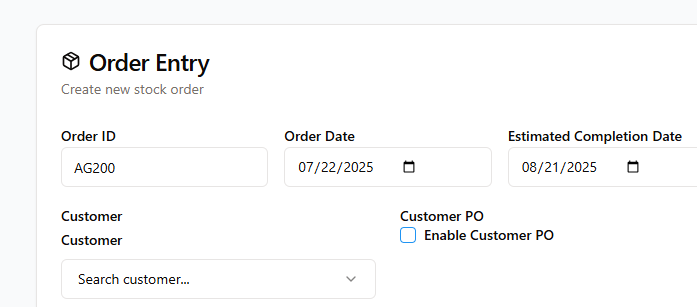 Order Entry
Create new stock order
Order ID Order Date Estimated Completion Date
AG200 07/22/2025 08/21/2025
Customer Customer PO
Customer Enable Customer PO
Search customer...